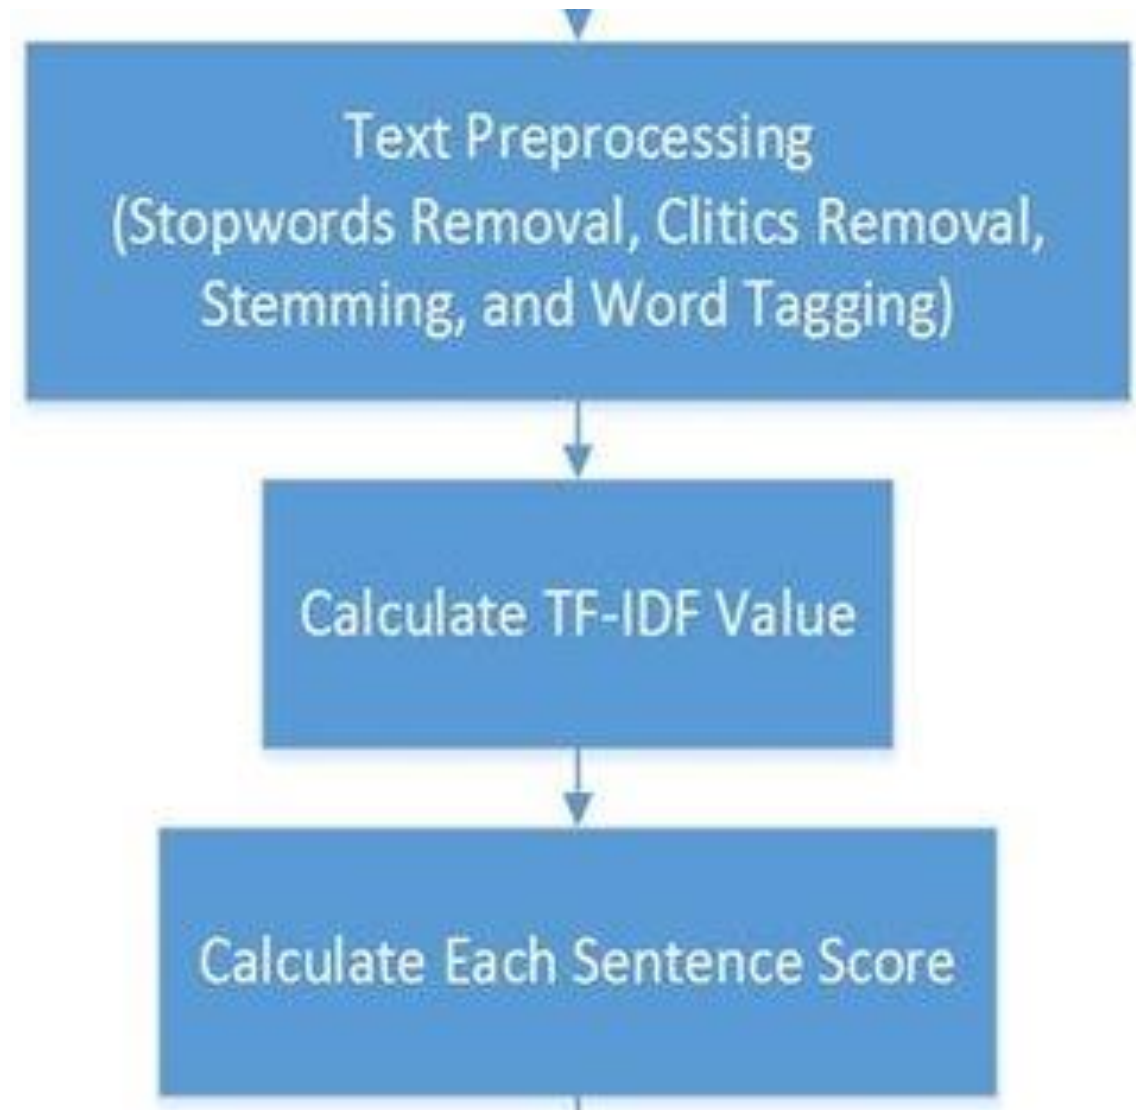 Text Preprocessing
(Stopwords Removal, Clitics Removal,
Stemming, and Word Tagging)
Calculate TF-IDF Value
Calculate Each Sentence Score